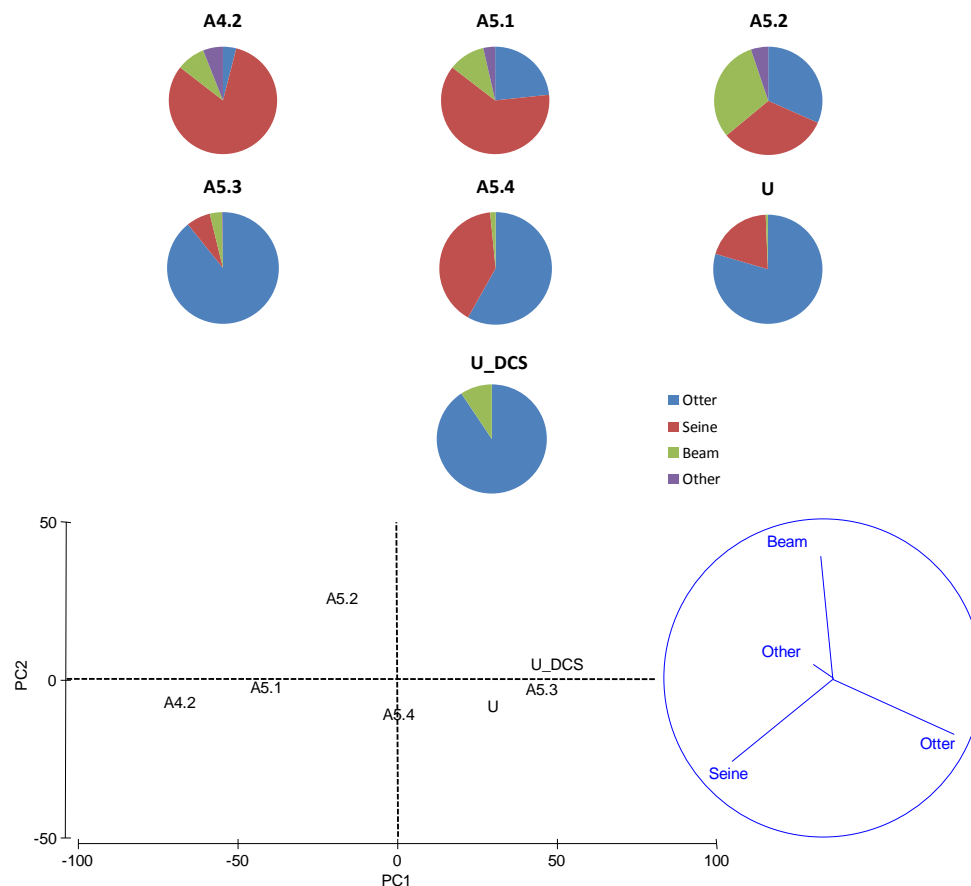 A4.2 A5.1 A5.2
A5.3 A5.4 U
U_DCS
Otter
Seine
Beam
Other
50
Beam
A5.2
Other
U_DCS
PC2
0
A5.1
A5.3
A4.2
U
A5.4
Otter
Seine
-50
-100 -50 0 50 100
PC1